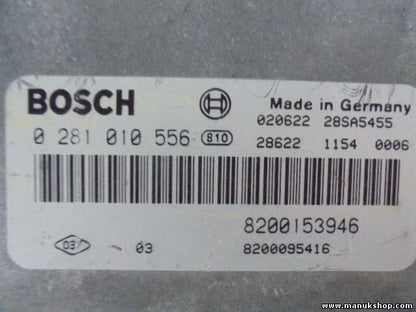 BOSCH
Made in Germany
020622 28SA5455
0 281 010 556 810
28622 1154 0006
8200153946
03 03 8200095416
www.manukshop.com